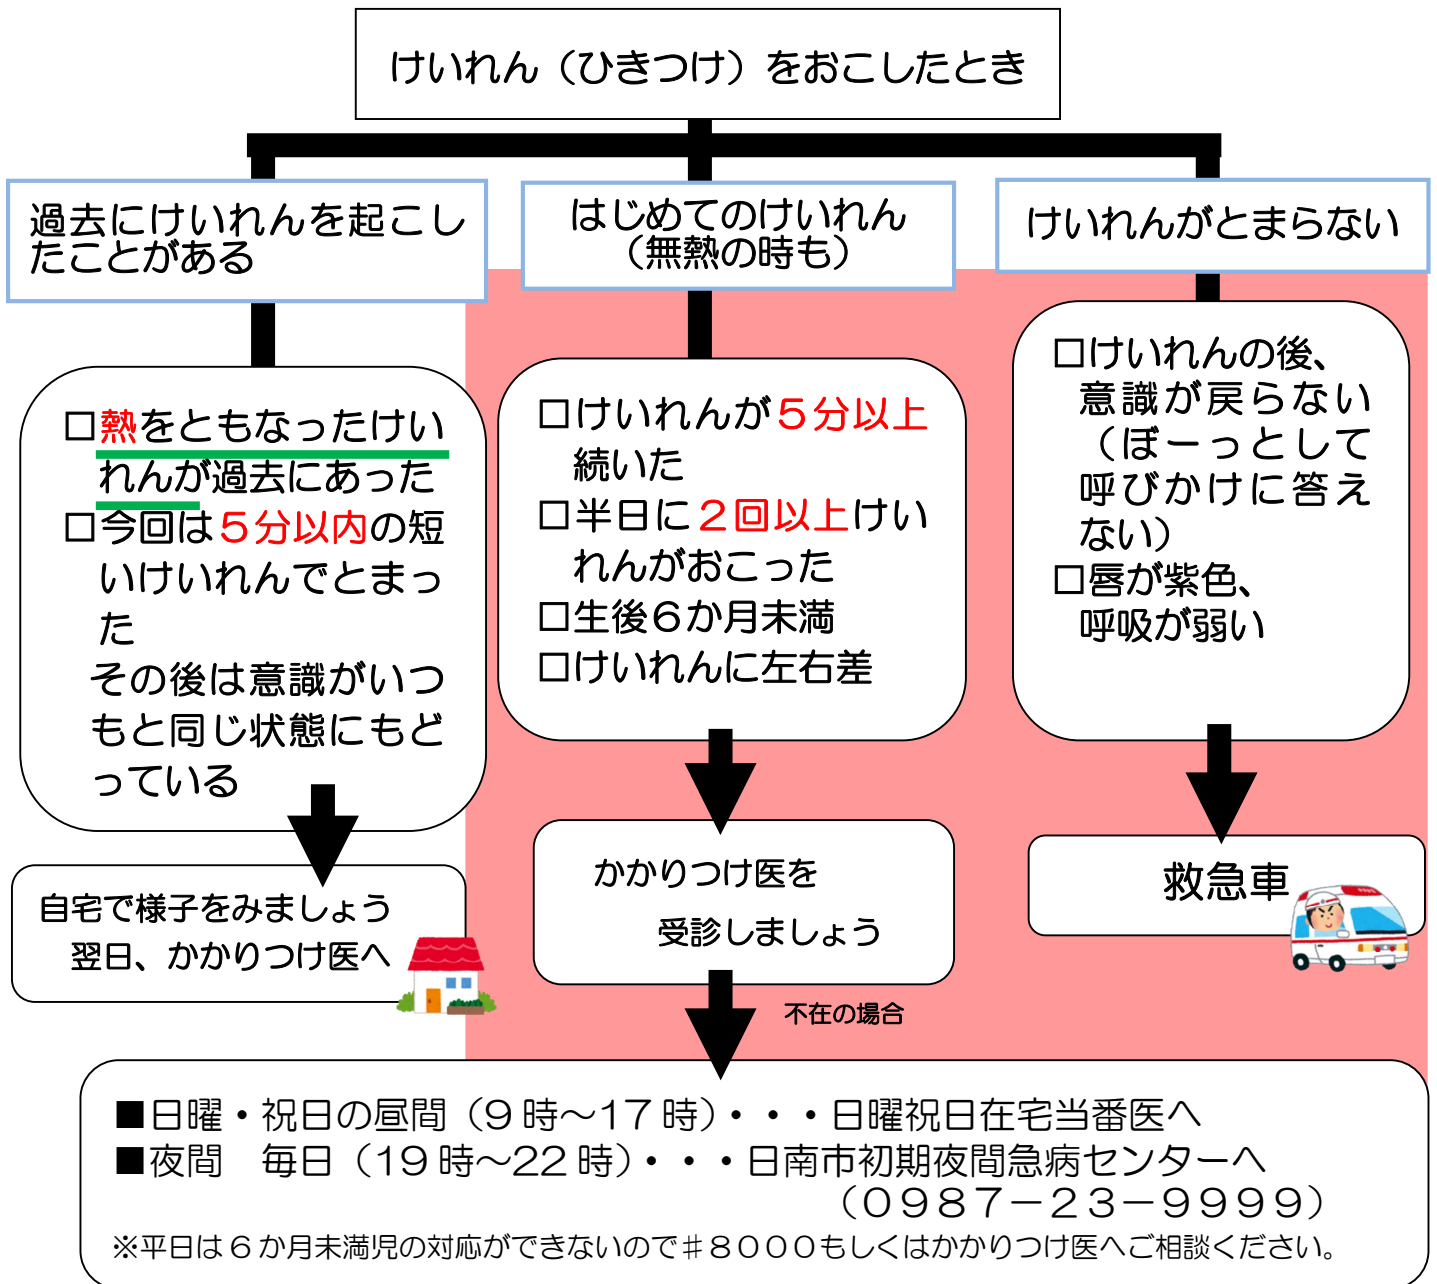 けいれん（ひきつけ）をおこしたとき
過去にけいれんを起こし
たことがある
はじめてのけいれん
（無熱の時も）
けいれんがとまらない
□熱をともなったけい
れんが過去にあった
□今回は５分以内の短
いけいれんでとまっ
た
その後は意識がいつ
もと同じ状態にもど
っている
□けいれんが５分以上
続いた
□半日に２回以上けい
れんがおこった
□生後６か月未満
□けいれんに左右差
□けいれんの後、
意識が戻らない
（ぼーっとして
呼びかけに答え
ない）
□唇が紫色、
呼吸が弱い
自宅で様子をみましょう
翌日、かかりつけ医へ
かかりつけ医を
受診しましょう
救急車
不在の場合
■日曜・祝日の昼間（9時～17時）・・・日曜祝日在宅当番医へ
■夜間　毎日（19時～22時）・・・日南市初期夜間急病センターへ
（０９８７－２３－９９９９）
※平日は６か月未満児の対応ができないので＃８０００もしくはかかりつけ医へご相談ください。